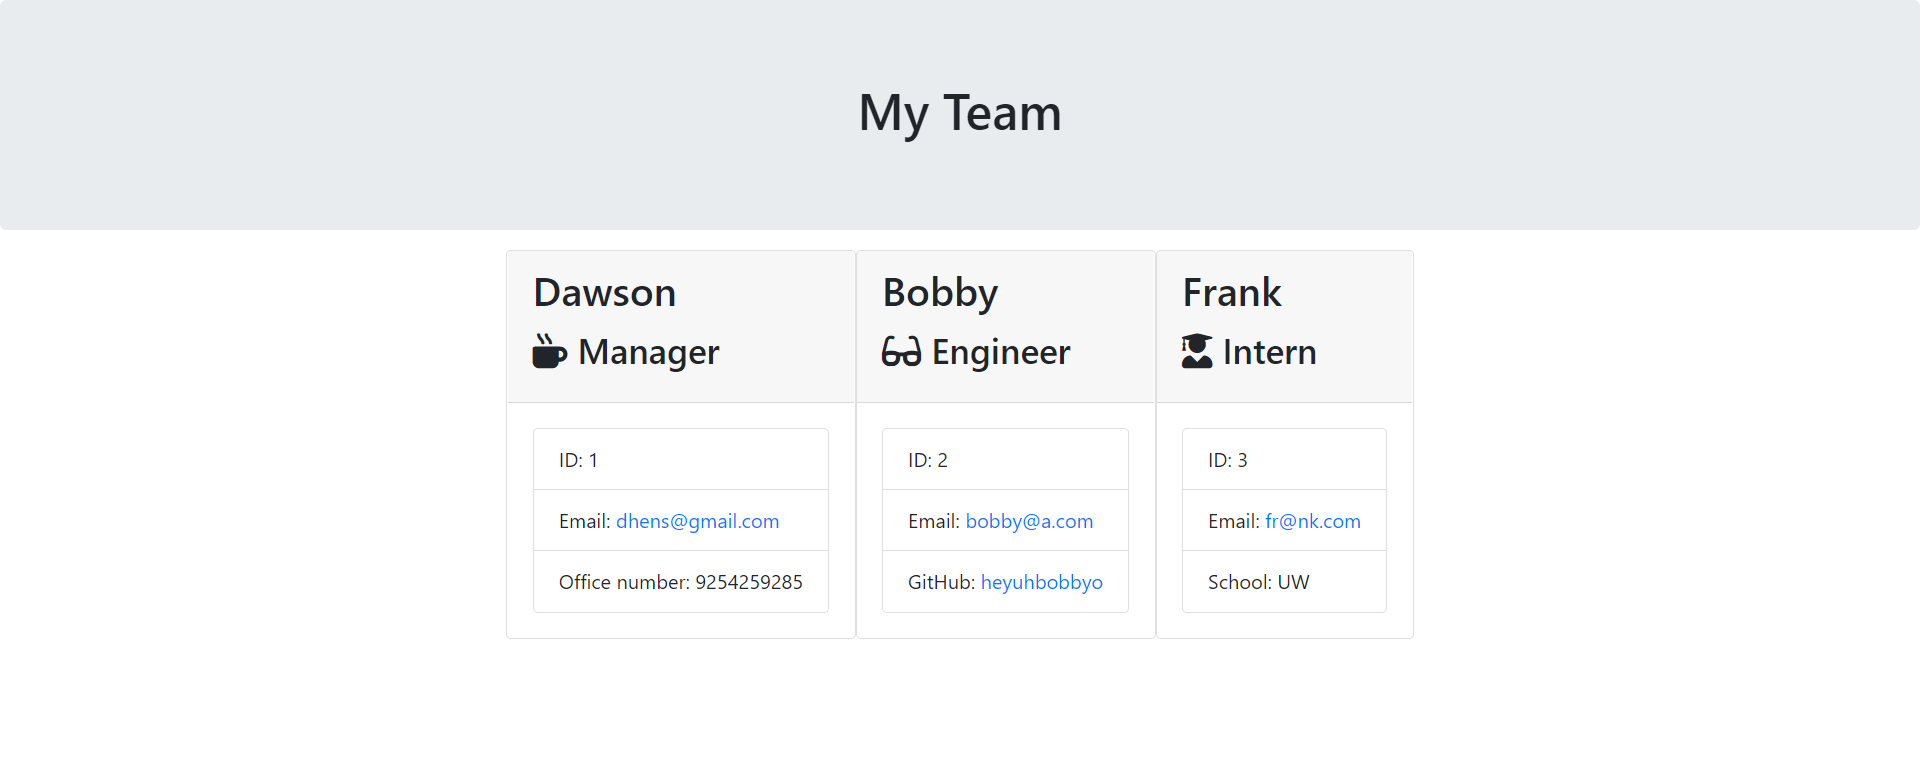 My Team
Dawson
Manager
ID: 1
Email: dhens@gmail.com
Office number: 9254259285
Bobby
Engineer
ID: 2
Email: bobby@a.com
GitHub: heyuhbobbyo
Frank
Intern
ID: 3
Email: fr@nk.com
School: UW